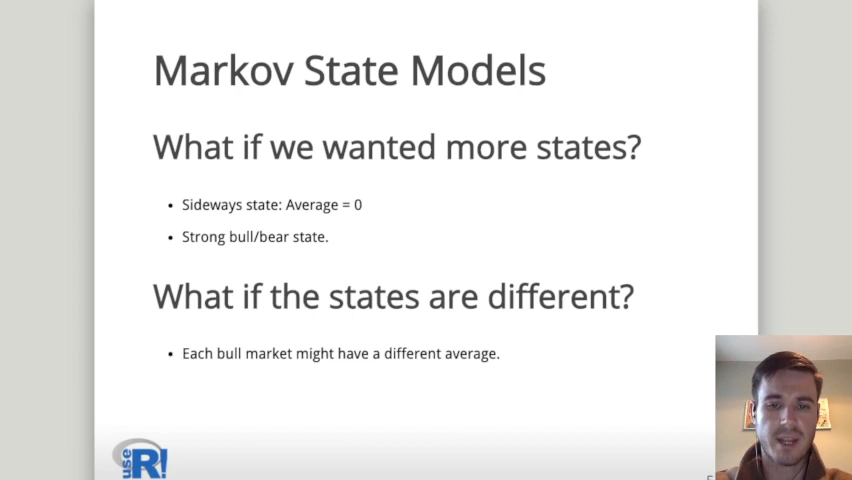 Markov State Models
What if we wanted more states?
Sideways state: Average = 0
Strong bull/bear state.
What if the states are different?
Each bull market might have a different average.
use R!